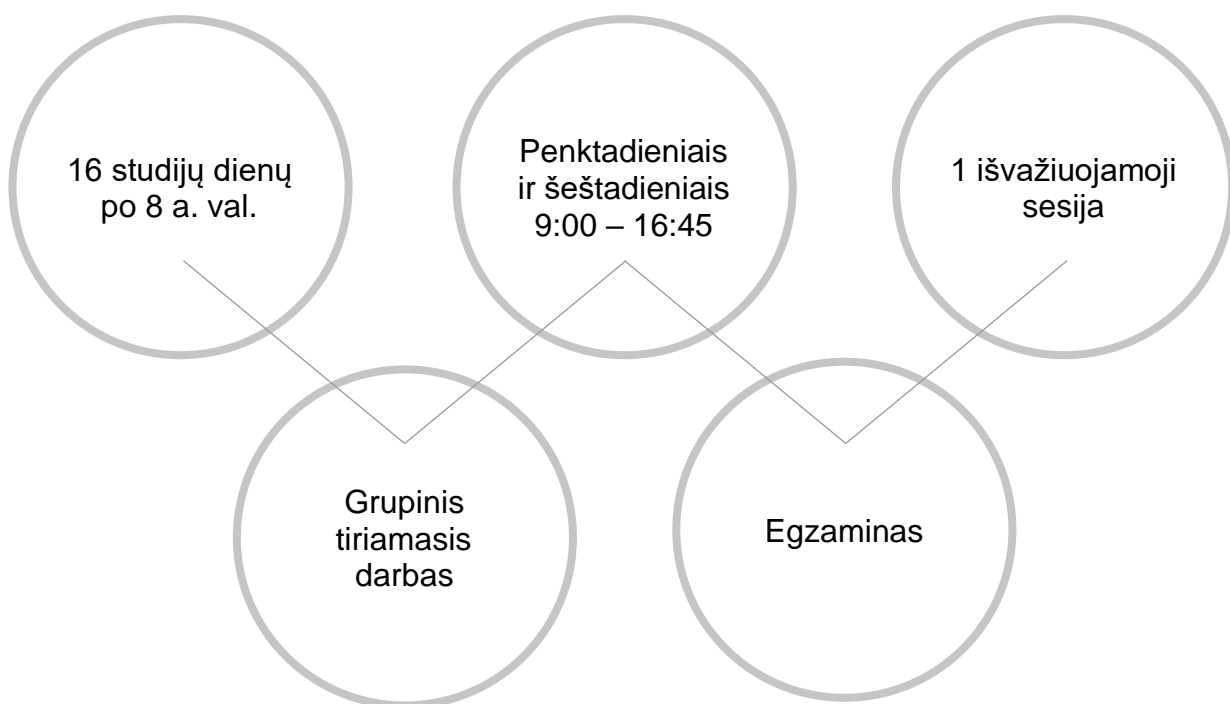 16 studijų dienų
po 8 a. val.
Penktadieniais
ir šeštadieniais
9:00 – 16:45
1 išvažiuojamoji
sesija
Grupinis
tiriamasis
darbas
Egzaminas